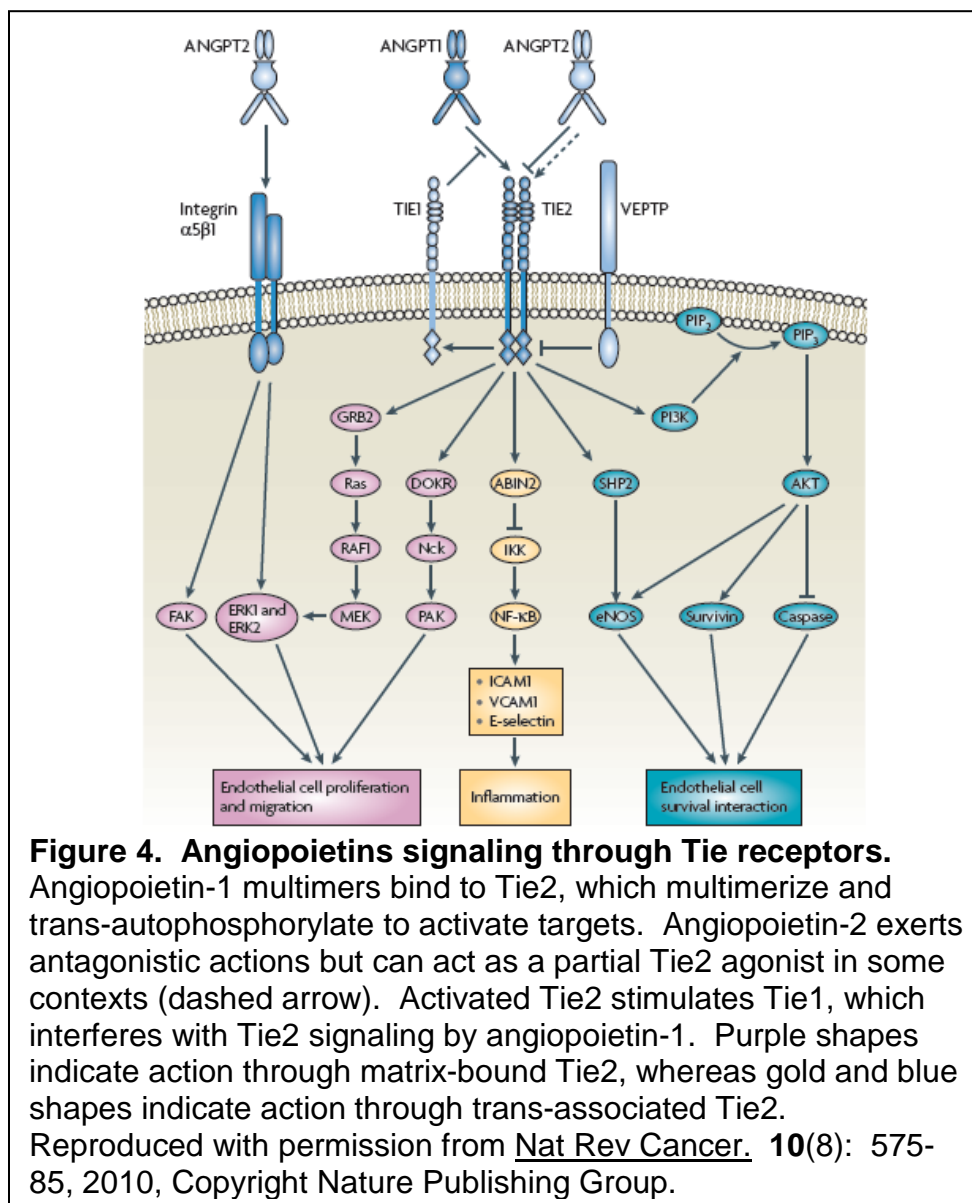 ANGPT2
ANGPT1
ANGPT2
Integrin
α5β1
TIE1
TIE2
VEPTP
PIP2
PIP3
GRB2
PI3K
Ras
DOKR
ABIN2
SHP2
AKT
RAF1
Nck
IKK
FAK
ERK1 and
ERK2
MEK
PAK
NF-κB
eNOS
Survivin
Caspase
• ICAM1
• VCAM1
• E-selectin
Endothelial cell proliferation
and migration
Inflammation
Endothelial cell
survival interaction
Figure 4. Angiopoietins signaling through Tie receptors.
Angiopoietin-1 multimers bind to Tie2, which multimerize and
trans-autophosphorylate to activate targets. Angiopoietin-2 exerts
antagonistic actions but can act as a partial Tie2 agonist in some
contexts (dashed arrow). Activated Tie2 stimulates Tie1, which
interferes with Tie2 signaling by angiopoietin-1. Purple shapes
indicate action through matrix-bound Tie2, whereas gold and blue
shapes indicate action through trans-associated Tie2.
Reproduced with permission from Nat Rev Cancer. 10(8): 575-
85, 2010, Copyright Nature Publishing Group.